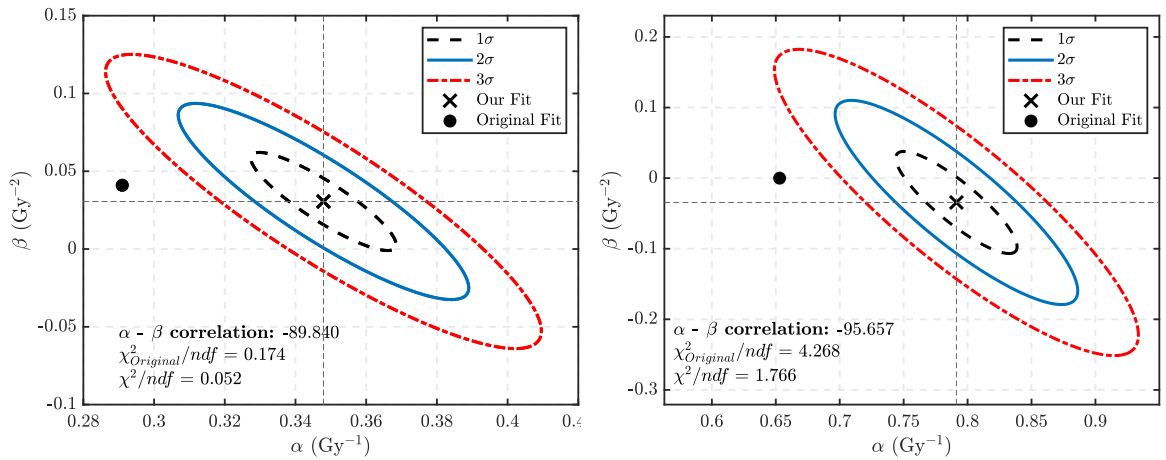 0.15
0.1
0.05
0
-0.05
-0.1
β (Gy⁻²)
1σ
2σ
3σ
Our Fit
Original Fit
α - β correlation: -89.840
χ²Original/ndf = 0.174
χ²/ndf = 0.052
0.28 0.3 0.32 0.34 0.36 0.38 0.4
α (Gy⁻¹)
0.2
0.1
0
-0.1
-0.2
-0.3
β (Gy⁻²)
1σ
2σ
3σ
Our Fit
Original Fit
α - β correlation: -95.657
χ²Original/ndf = 4.268
χ²/ndf = 1.766
0.6 0.65 0.7 0.75 0.8 0.85 0.9
α (Gy⁻¹)